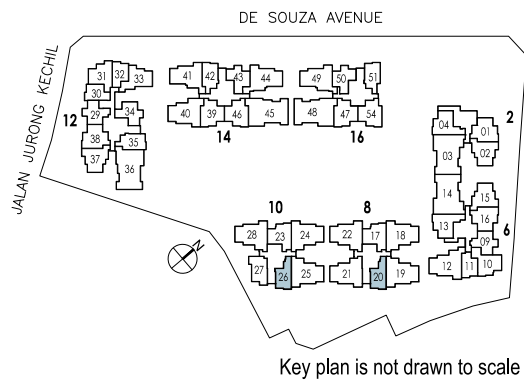 DE SOUZA AVENUE
JALAN JURONG KECHIL
31 32 33
30
29
34
38
35
37
36
12
41 42 43 44
40 39 46 45
14
49 50 51
48 47 54
16
2
04 01
03 02
14 15
13 16
09
12 11 10
6
10
28 23 24
27 26 25
8
22 17 18
21 20 19
N
Key plan is not drawn to scale